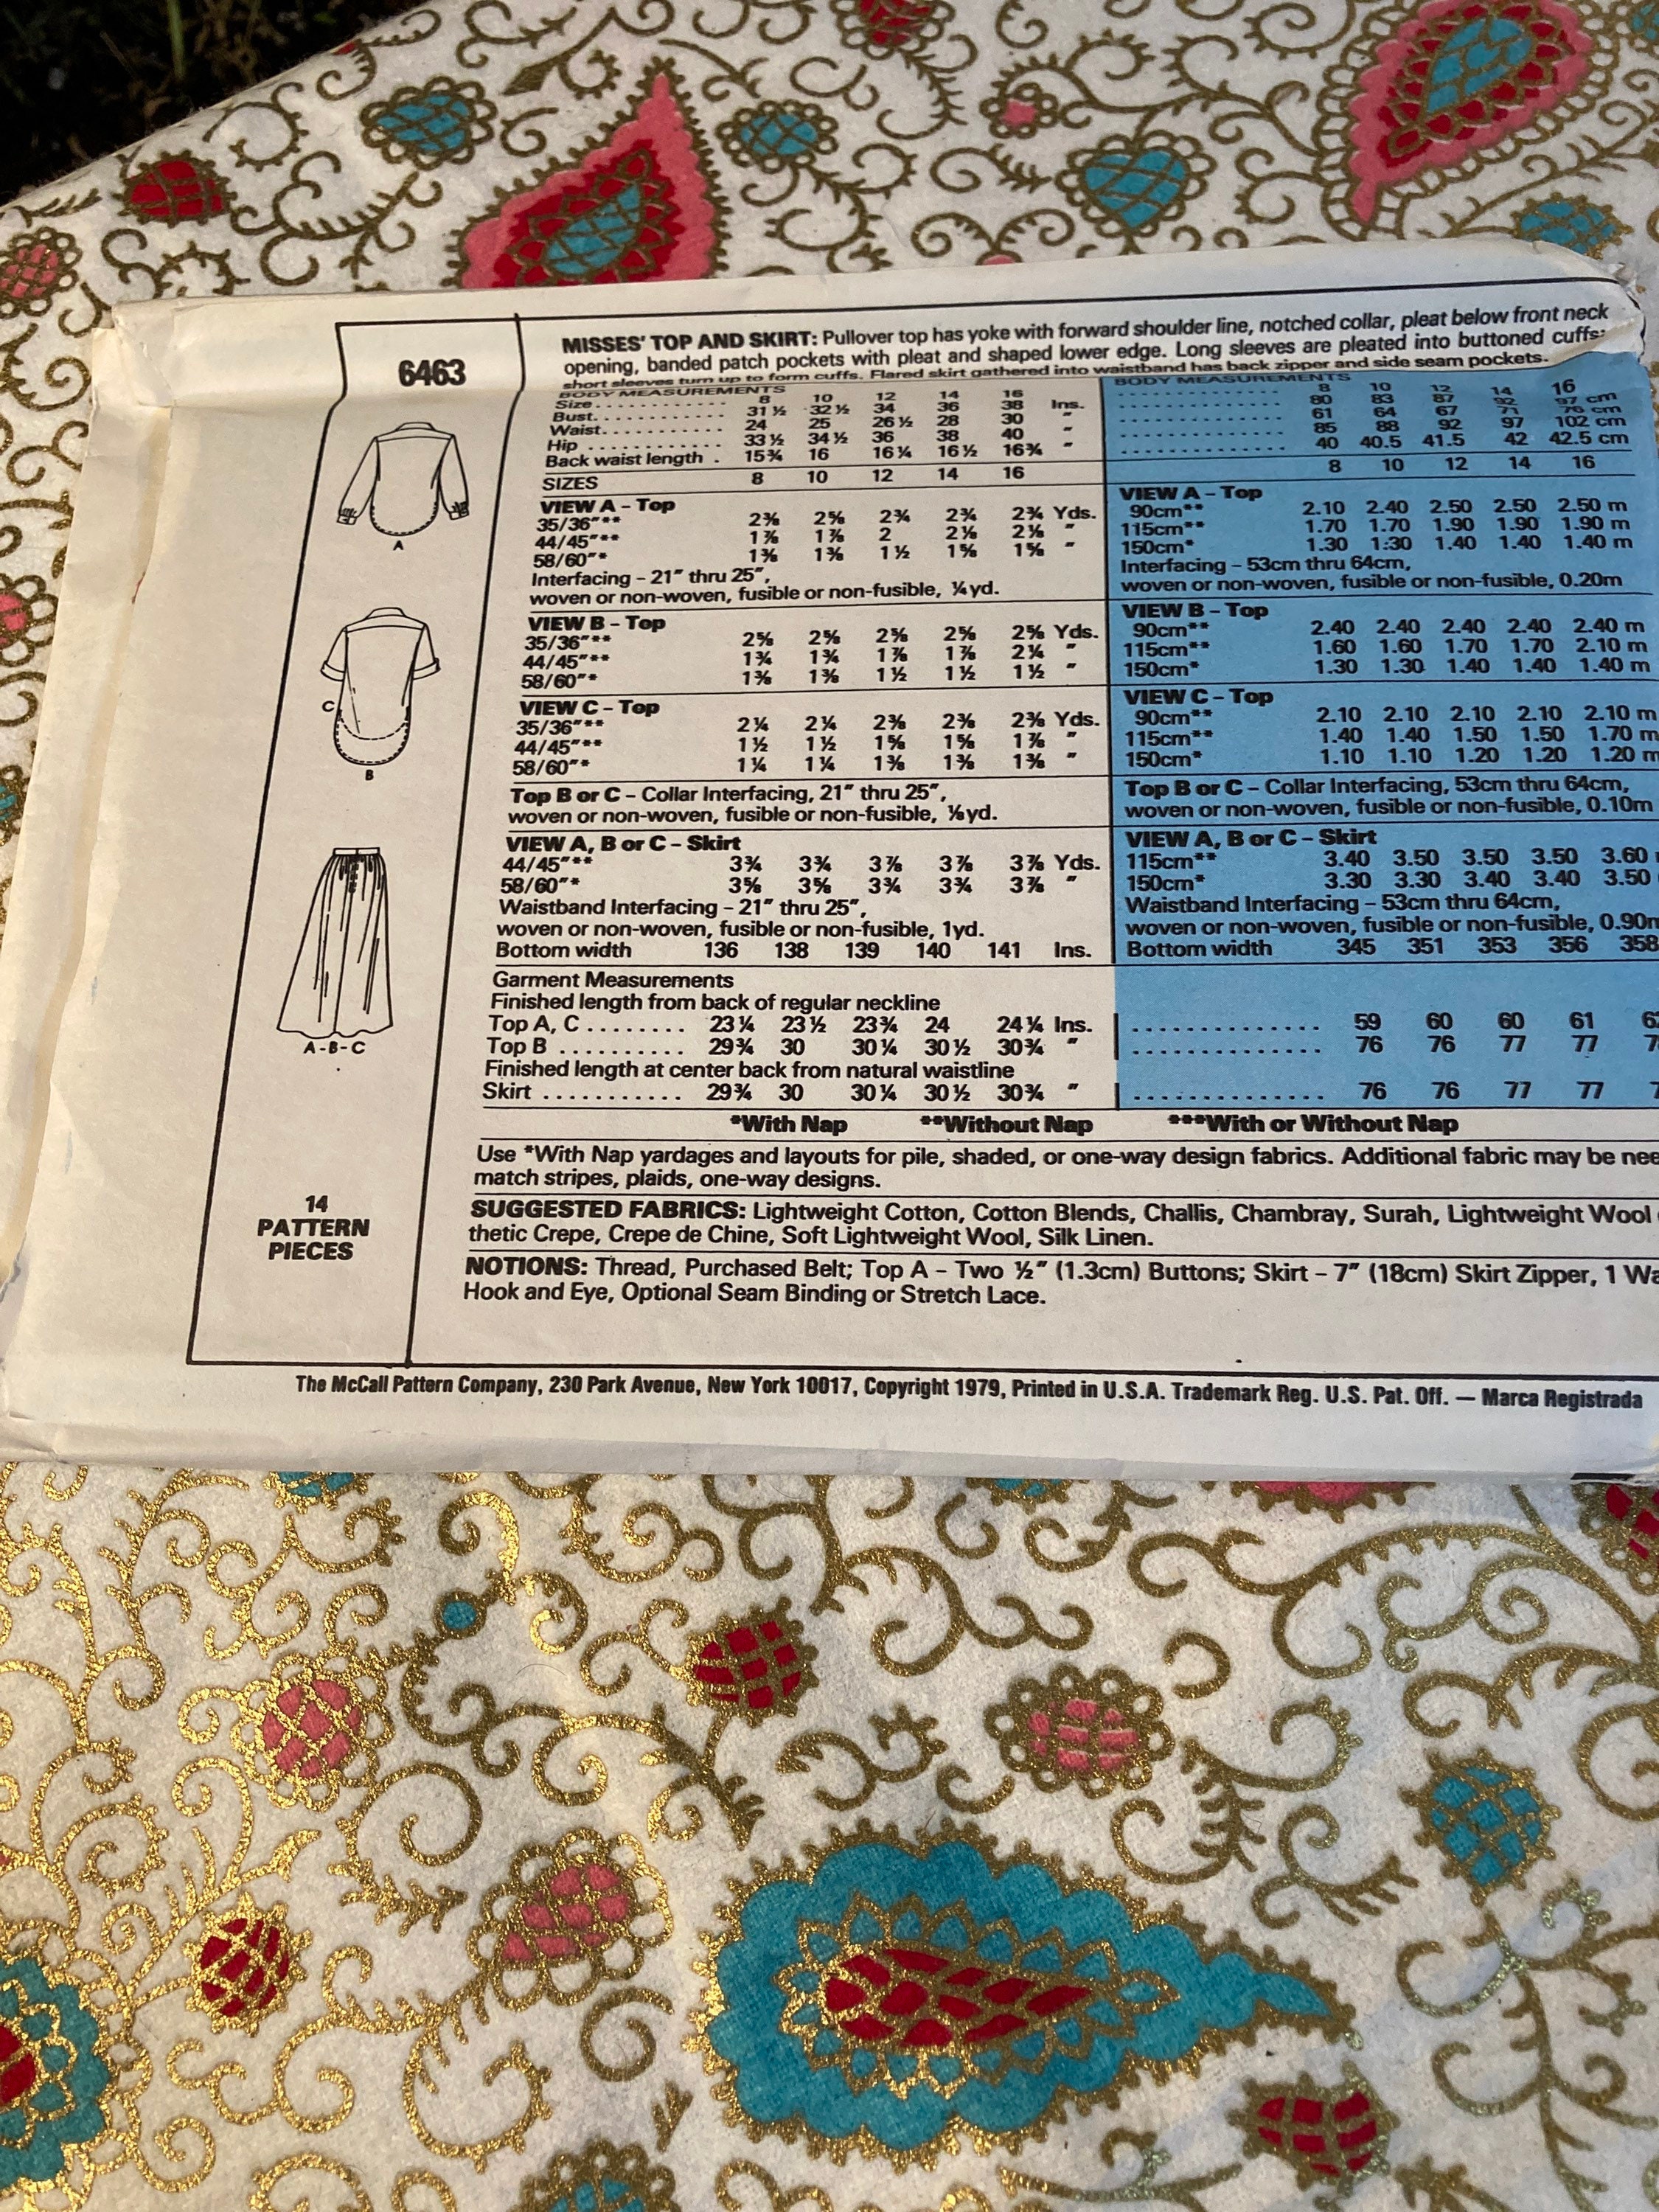 6463
A
C
B
A-B-C
14
PATTERN
PIECES
MISSES' TOP AND SKIRT: Pullover top has yoke with forward shoulder line, notched collar, pleat below front neck
opening, banded patch pockets with pleat and shaped lower edge. Long sleeves are pleated into buttoned cuffs;
short sleeves turn up to form cuffs. Flared skirt gathered into waistband has back zipper and side seam pockets.
BODY MEASUREMENTS
Size 8 10 12 14 16
Bust 31 ½ 32 ½ 34 36 38 Ins.
Waist 24 25 26 ½ 28 30 "
Hip 33 ½ 34 ½ 36 38 40 "
Back waist length 15¾ 16 16¼ 16½ 16¾ "
SIZES 8 10 12 14 16
VIEW A - Top
35/36"** 2⅜ 2⅝ 2¾ 2¾ 2¾ Yds.
44/45"** 1⅞ 1⅞ 2 2⅛ 2⅛ "
58/60"* 1⅜ 1⅜ 1½ 1⅝ 1⅝ "
Interfacing - 21" thru 25",
woven or non-woven, fusible or non-fusible, ¼yd.
VIEW B - Top
35/36"** 2⅝ 2⅝ 2⅝ 2⅝ 2⅝ Yds.
44/45"** 1¾ 1¾ 1⅞ 1⅞ 2¼ "
58/60"* 1⅜ 1⅜ 1½ 1½ 1½ "
VIEW C - Top
35/36"** 2¼ 2¼ 2⅜ 2⅜ 2⅜ Yds.
44/45"** 1½ 1½ 1⅝ 1⅝ 1⅞ "
58/60"* 1¼ 1¼ 1⅜ 1⅜ 1⅜ "
Top B or C - Collar Interfacing, 21" thru 25",
woven or non-woven, fusible or non-fusible, ⅛yd.
VIEW A, B or C - Skirt
44/45"** 3¾ 3¾ 3⅞ 3⅞ 3⅞ Yds.
58/60"* 3⅝ 3⅝ 3¾ 3¾ 3⅞ "
Waistband Interfacing - 21" thru 25",
woven or non-woven, fusible or non-fusible, 1yd.
Bottom width 136 138 139 140 141 Ins.
BODY MEASUREMENTS
8 10 12 14 16
80 83 87 92 97 cm
61 64 67 71 76 cm
85 88 92 97 102 cm
40 40.5 41.5 42 42.5 cm
8 10 12 14 16
VIEW A - Top
90cm** 2.10 2.40 2.50 2.50 2.50 m
115cm** 1.70 1.70 1.90 1.90 1.90 m
150cm* 1.30 1.30 1.40 1.40 1.40 m
Interfacing - 53cm thru 64cm,
woven or non-woven, fusible or non-fusible, 0.20m
VIEW B - Top
90cm** 2.40 2.40 2.40 2.40 2.40 m
115cm** 1.60 1.60 1.70 1.70 2.10 m
150cm* 1.30 1.30 1.40 1.40 1.40 m
VIEW C - Top
90cm** 2.10 2.10 2.10 2.10 2.10 m
115cm** 1.40 1.40 1.50 1.50 1.70 m
150cm* 1.10 1.10 1.20 1.20 1.20 m
Top B or C - Collar Interfacing, 53cm thru 64cm,
woven or non-woven, fusible or non-fusible, 0.10m
VIEW A, B or C - Skirt
115cm** 3.40 3.50 3.50 3.50 3.60
150cm* 3.30 3.30 3.40 3.40 3.50
Waistband Interfacing - 53cm thru 64cm,
woven or non-woven, fusible or non-fusible, 0.90m
Bottom width 345 351 353 356 358
Garment Measurements
Finished length from back of regular neckline
Top A, C 23¼ 23½ 23¾ 24 24¼ Ins. 59 60 60 61
Top B 29¾ 30 30¼ 30½ 30¾ " 76 76 77 77
Finished length at center back from natural waistline
Skirt 29¾ 30 30¼ 30½ 30¾ " 76 76 77 77
*With Nap **Without Nap ***With or Without Nap
Use *With Nap yardages and layouts for pile, shaded, or one-way design fabrics. Additional fabric may be nee
match stripes, plaids, one-way designs.
SUGGESTED FABRICS: Lightweight Cotton, Cotton Blends, Challis, Chambray, Surah, Lightweight Wool
thetic Crepe, Crepe de Chine, Soft Lightweight Wool, Silk Linen.
NOTIONS: Thread, Purchased Belt; Top A - Two ½" (1.3cm) Buttons; Skirt - 7" (18cm) Skirt Zipper, 1 Wa
Hook and Eye, Optional Seam Binding or Stretch Lace.
The McCall Pattern Company, 230 Park Avenue, New York 10017, Copyright 1979, Printed in U.S.A. Trademark Reg. U.S. Pat. Off. — Marca Registrada